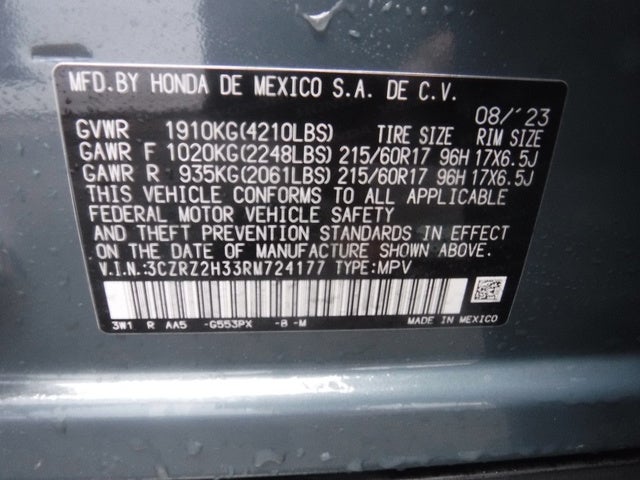 MFD.BY HONDA DE MEXICO S.A. DE C.V.
08/'23
GVWR 1910KG(4210LBS) TIRE SIZE RIM SIZE
GAWR F 1020KG(2248LBS) 215/60R17 96H 17X6.5J
GAWR R 935KG(2061LBS) 215/60R17 96H 17X6.5J
THIS VEHICLE CONFORMS TO ALL APPLICABLE
FEDERAL MOTOR VEHICLE SAFETY
AND THEFT PREVENTION STANDARDS IN EFFECT
ON THE DATE OF MANUFACTURE SHOWN ABOVE.
V.I.N.:3CZRZ2H33RM724177 TYPE:MPV
3W1 R AA5 -G553PX -B -M MADE IN MEXICO